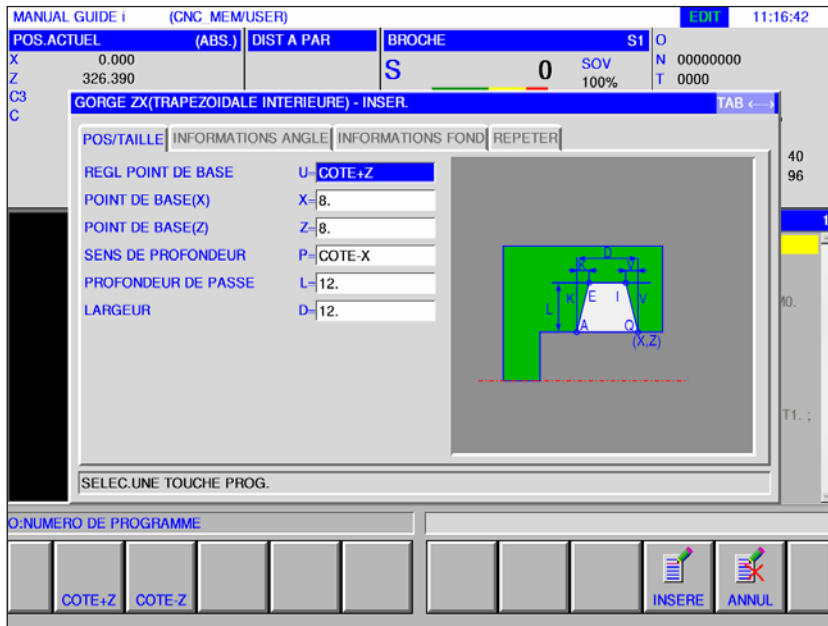 MANUAL GUIDE i (CNC_MEM/USER) EDIT 11:16:42
POS.ACTUEL (ABS.) DIST A PAR BROCHE S1 O
X 0.000 S 0 SOV N 00000000
Z 326.390 100% T 0000
C3
C
GORGE ZX(TRAPEZOIDALE INTERIEURE) - INSER. TAB ←→
POS/TAILLE INFORMATIONS ANGLE INFORMATIONS FOND REPETER
REGL POINT DE BASE U= COTE+Z
POINT DE BASE(X) X= 8.
POINT DE BASE(Z) Z= 8.
SENS DE PROFONDEUR P= COTE-X
PROFONDEUR DE PASSE L= 12.
LARGEUR D= 12.
D
K V
K E I V
L
A Q
(X,Z)
40
96
1
M0.
T1. ;
SELEC.UNE TOUCHE PROG.
O:NUMERO DE PROGRAMME
COTE+Z COTE-Z INSERE ANNUL